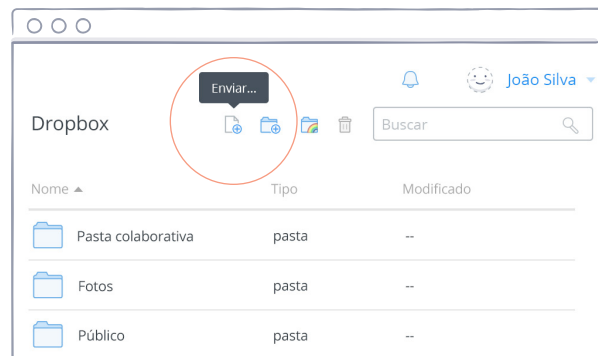 Enviar...
João Silva
Dropbox
Buscar
Nome Tipo Modificado
Pasta colaborativa pasta --
Fotos pasta --
Público pasta --